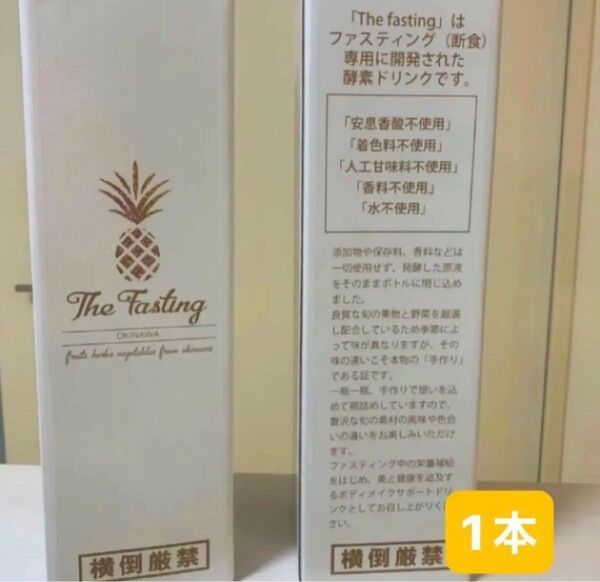 The Fasting
OKINAWA
fruits herbs vegetables from okinawa
横倒厳禁
「The fasting」は
ファスティング（断食）
専用に開発された
酵素ドリンクです。
「安息香酸不使用」
「着色料不使用」
「人工甘味料不使用」
「香料不使用」
「水不使用」
添加物や保存料、香料などは
一切使用せず、発酵した原液
をそのままボトルに閉じ込め
ました。
良質な旬の果物と野菜を厳選
し配合しているため季節によ
って味が異なりますが、その
味の違いこそ本物の「手作り」
である証です。
一瓶一瓶、手作りで想いを込
めて瓶詰めしていますので、
贅沢な旬の素材の風味や色合
いの違いをお楽しみいただけ
ます。
ファスティング中の栄養補給
をはじめ、美と健康を追及す
るボディメイクサポートドリ
ンクとしてお召し上がりくだ
さい。
横倒厳禁
1本